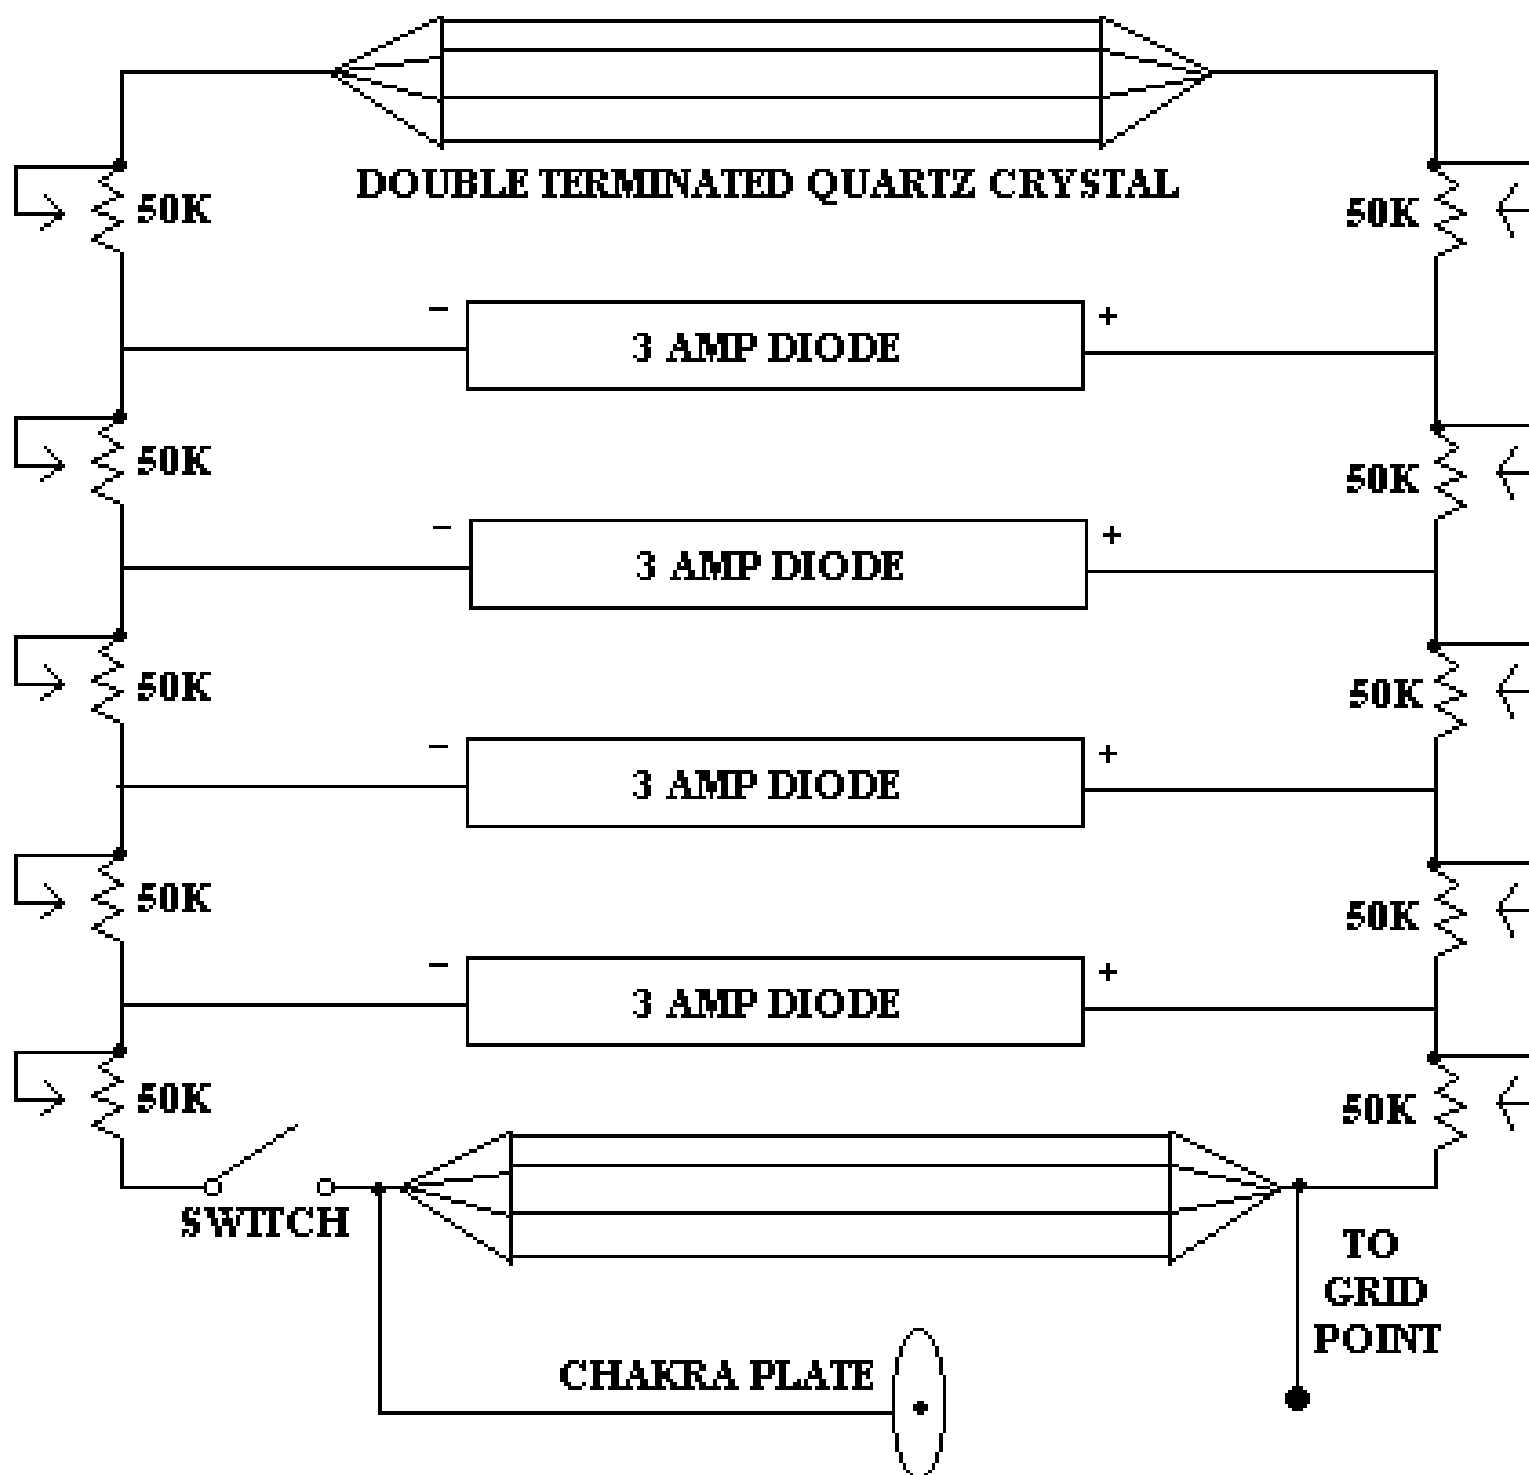 DOUBLE TERMINATED QUARTZ CRYSTAL
50K
50K
- 3 AMP DIODE +
50K
50K
- 3 AMP DIODE +
50K
50K
- 3 AMP DIODE +
50K
50K
- 3 AMP DIODE +
50K
50K
SWITCH
TO
GRID
POINT
CHAKRA PLATE